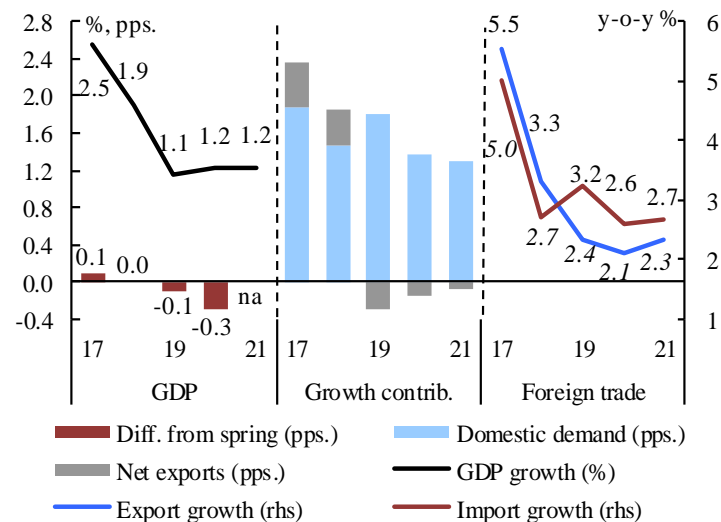 2.8 %, pps. y-o-y % 6
5.5
2.4 1.9
2.5 5
2.0
3.3
1.6 1.2 1.2
1.1 5.0 3.2 4
1.2 2.6 2.7
0.8 3
2.7
0.4 2.4 2.3
0.1 0.0 2.1 2
0.0
-0.1 na
-0.4 -0.3 1
17 19 21 17 19 21 17 19 21
GDP Growth contrib. Foreign trade
Diff. from spring (pps.) Domestic demand (pps.)
Net exports (pps.) GDP growth (%)
Export growth (rhs) Import growth (rhs)